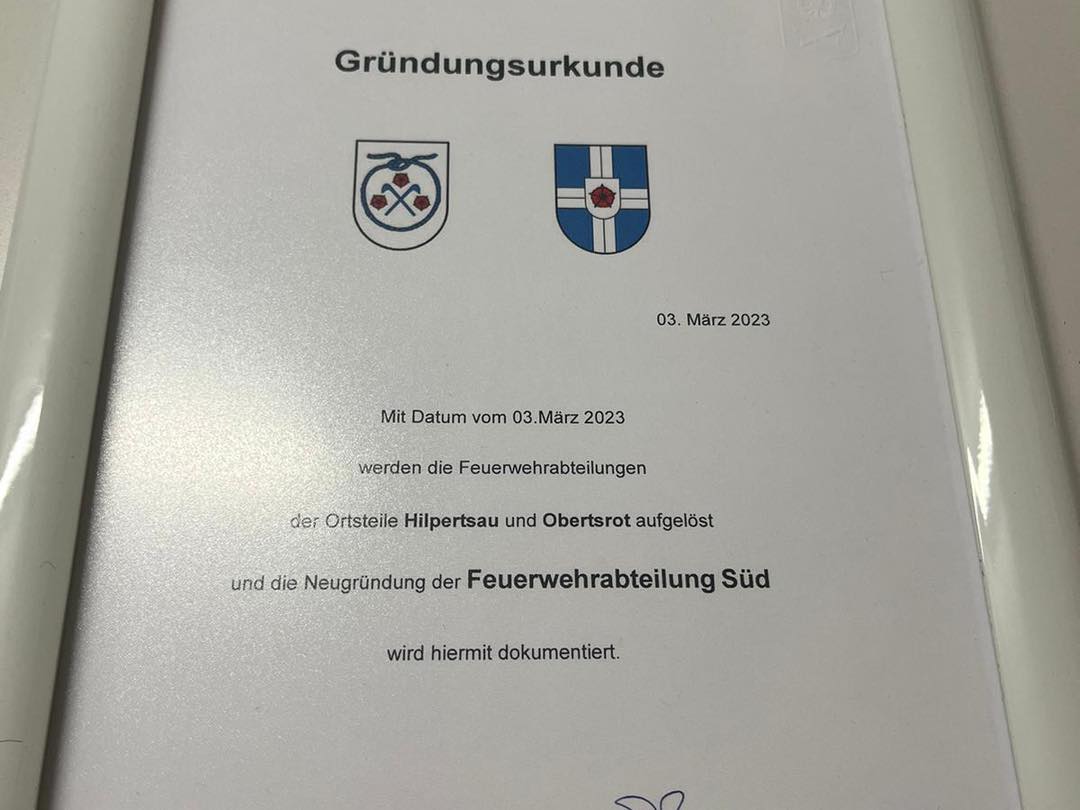 Gründungsurkunde
03. März 2023
Mit Datum vom 03.März 2023
werden die Feuerwehrabteilungen
der Ortsteile Hilpertsau und Obertsrot aufgelöst
und die Neugründung der Feuerwehrabteilung Süd
wird hiermit dokumentiert.